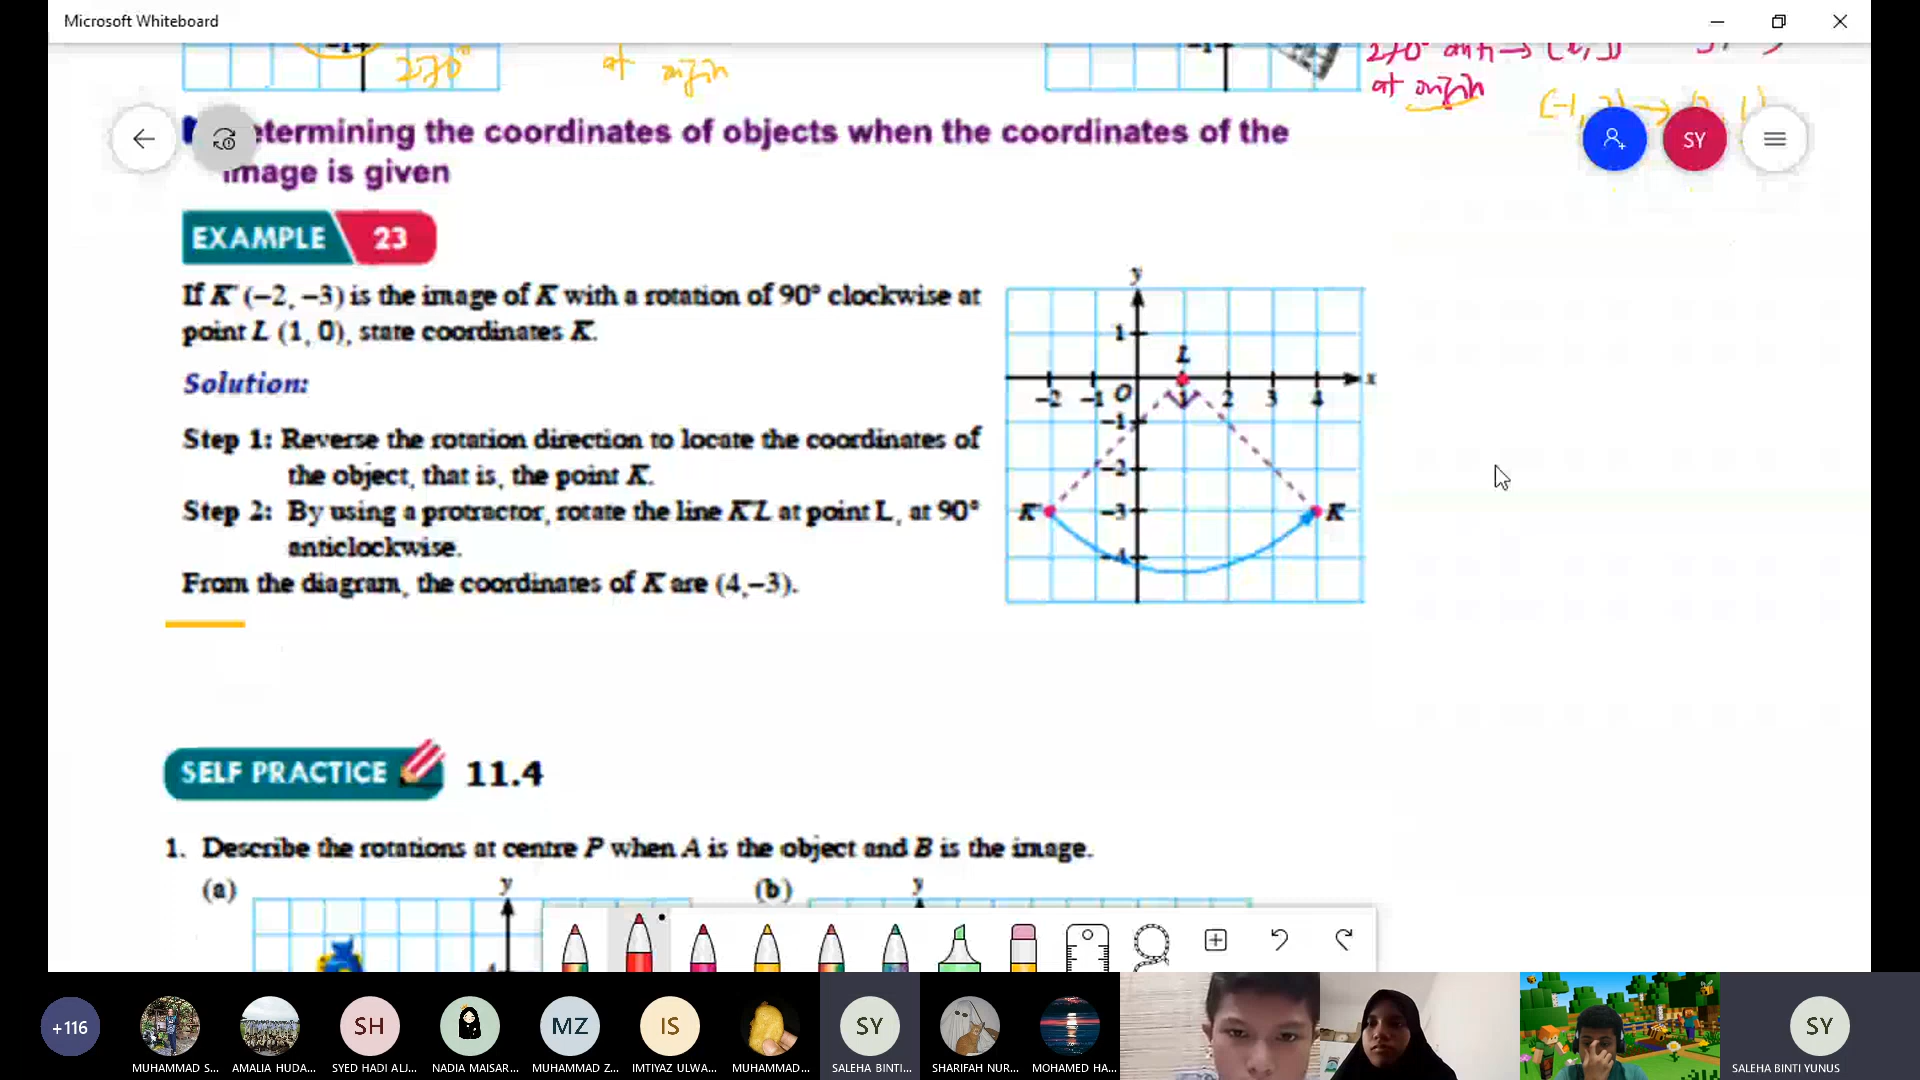 Microsoft Whiteboard
270°
at origin
at origin
SY
termining the coordinates of objects when the coordinates of the
image is given
EXAMPLE 23
If K' (−2, −3) is the image of K with a rotation of 90° clockwise at
point L (1, 0), state coordinates K.
Solution:
Step 1: Reverse the rotation direction to locate the coordinates of
the object, that is, the point K.
Step 2: By using a protractor, rotate the line K'L at point L, at 90°
anticlockwise.
From the diagram, the coordinates of K are (4,−3).
y
1
L
x
−2 −1 O 1 2 3 4
−1
−2
K' −3 K
−4
SELF PRACTICE 11.4
1. Describe the rotations at centre P when A is the object and B is the image.
(a) y (b) y
4
+116
SH
MZ
IS
SY
SY
MUHAMMAD S...
AMALIA HUDA...
SYED HADI ALJ...
NADIA MAISAR...
MUHAMMAD Z...
IMTIYAZ ULWA...
MUHAMMAD...
SALEHA BINTI...
SHARIFAH NUR...
MOHAMED HA...
SALEHA BINTI YUNUS